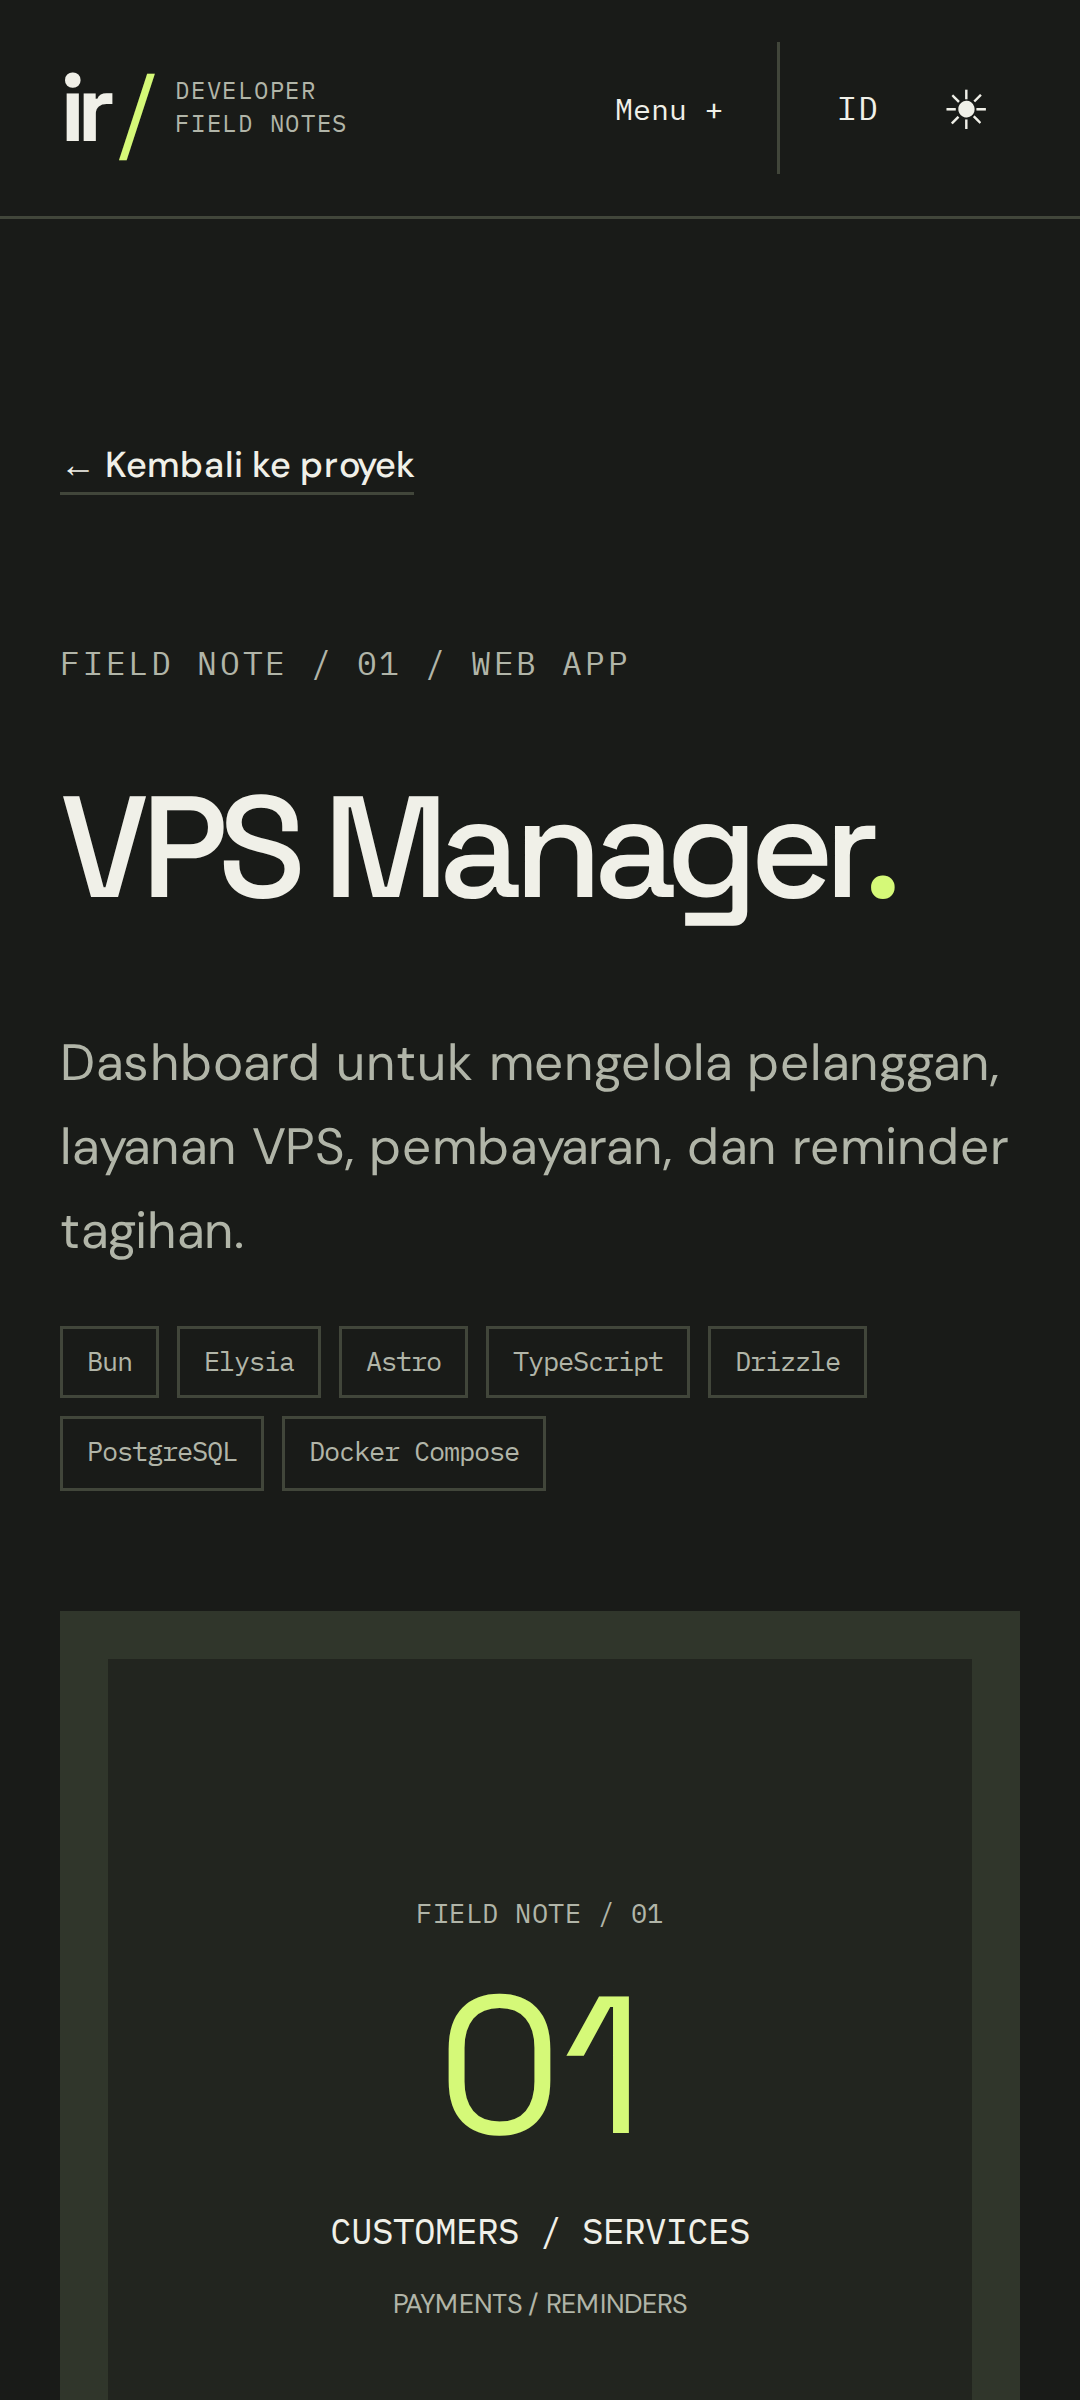 ir/
DEVELOPER
FIELD NOTES
Menu +
ID
← Kembali ke proyek
FIELD NOTE / 01 / WEB APP
VPS Manager.
Dashboard untuk mengelola pelanggan,
layanan VPS, pembayaran, dan reminder
tagihan.
Bun
Elysia
Astro
TypeScript
Drizzle
PostgreSQL
Docker Compose
FIELD NOTE / 01
01
CUSTOMERS / SERVICES
PAYMENTS / REMINDERS